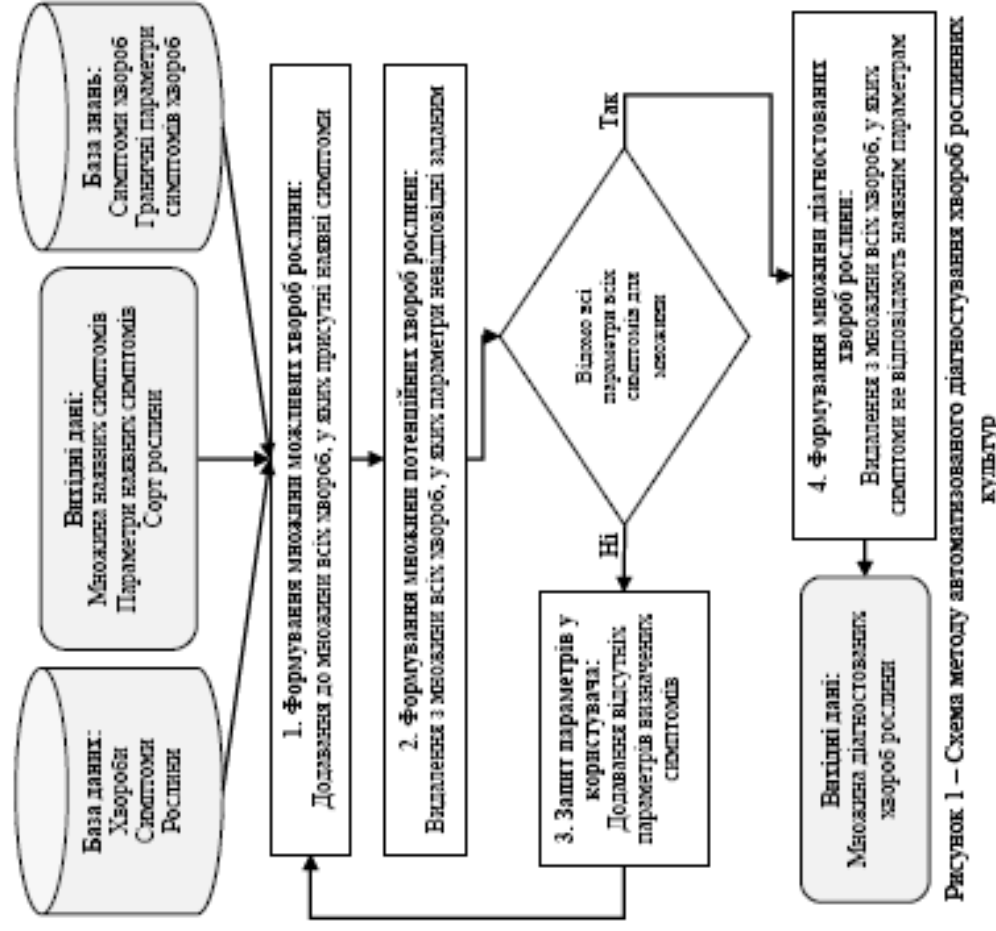 База даних:
Хвороби
Симптоми
Рослини
Вихідні дані:
Множина наявних симптомів
Параметри наявних симптомів
Сорт рослини
База знань:
Симптоми хвороб
Граничні параметри
симптомів хвороб
1. Формування множини можливих хвороб рослини:
Додавання до множини всіх хвороб, у яких присутні наявні симптоми
2. Формування множини потенційних хвороб рослини:
Видалення з множини всіх хвороб, у яких параметри невідповідні заданим
Відомо всі
параметри всіх
симптомів для
множини
Ні
Так
3. Запит параметрів у
користувача:
Додавання відсутніх
параметрів визначених
симптомів
4. Формування множини діагностованих
хвороб рослини:
Видалення з множини всіх хвороб, у яких
симптоми не відповідають наявним параметрам
Вихідні дані:
Множина діагностованих
хвороб рослини
Рисунок 1 – Схема методу автоматизованого діагностування хвороб рослинних
культур